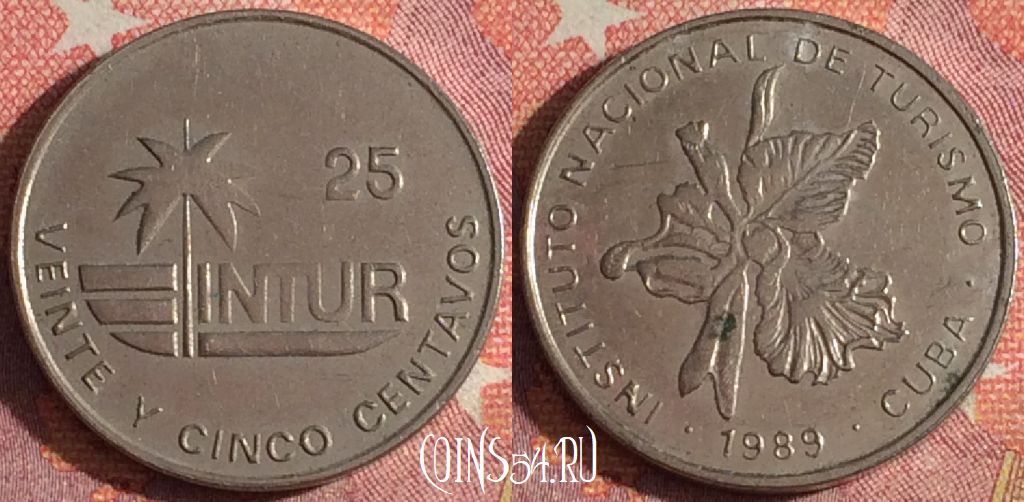 25
INTUR
VEINTE Y CINCO CENTAVOS
INSTITUTO NACIONAL DE TURISMO · CUBA ·
· 1989 ·
COINS54.RU